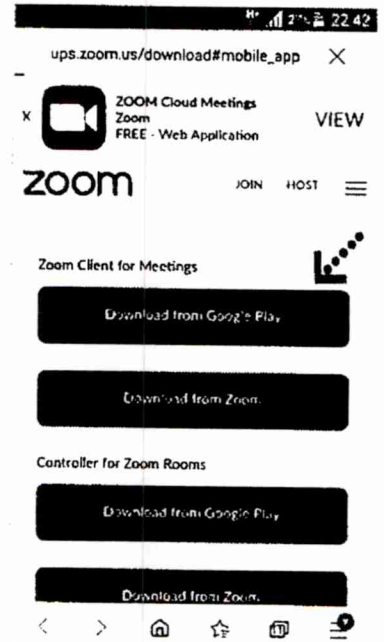 H+ 22:42
ups.zoom.us/download#mobile_app X
x
ZOOM Cloud Meetings
Zoom
FREE - Web Application
VIEW
zoom JOIN HOST
Zoom Client for Meetings
Download from Google Play
Download from Zoom
Controller for Zoom Rooms
Download from Google Play
Download from Zoom